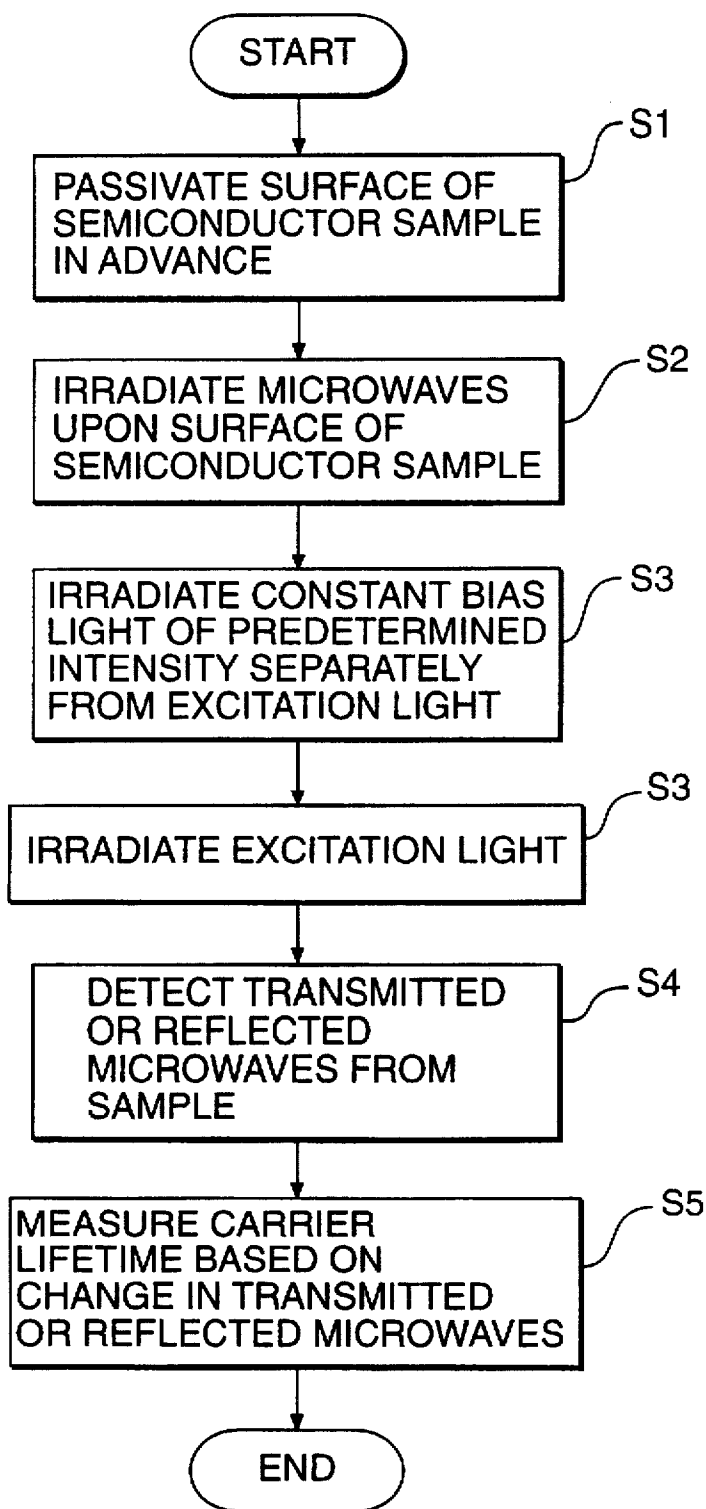 START
S1
PASSIVATE SURFACE OF
SEMICONDUCTOR SAMPLE
IN ADVANCE
S2
IRRADIATE MICROWAVES
UPON SURFACE OF
SEMICONDUCTOR SAMPLE
S3
IRRADIATE CONSTANT BIAS
LIGHT OF PREDETERMINED
INTENSITY SEPARATELY
FROM EXCITATION LIGHT
S3
IRRADIATE EXCITATION LIGHT
S4
DETECT TRANSMITTED
OR REFLECTED
MICROWAVES FROM
SAMPLE
S5
MEASURE CARRIER
LIFETIME BASED ON
CHANGE IN TRANSMITTED
OR REFLECTED MICROWAVES
END